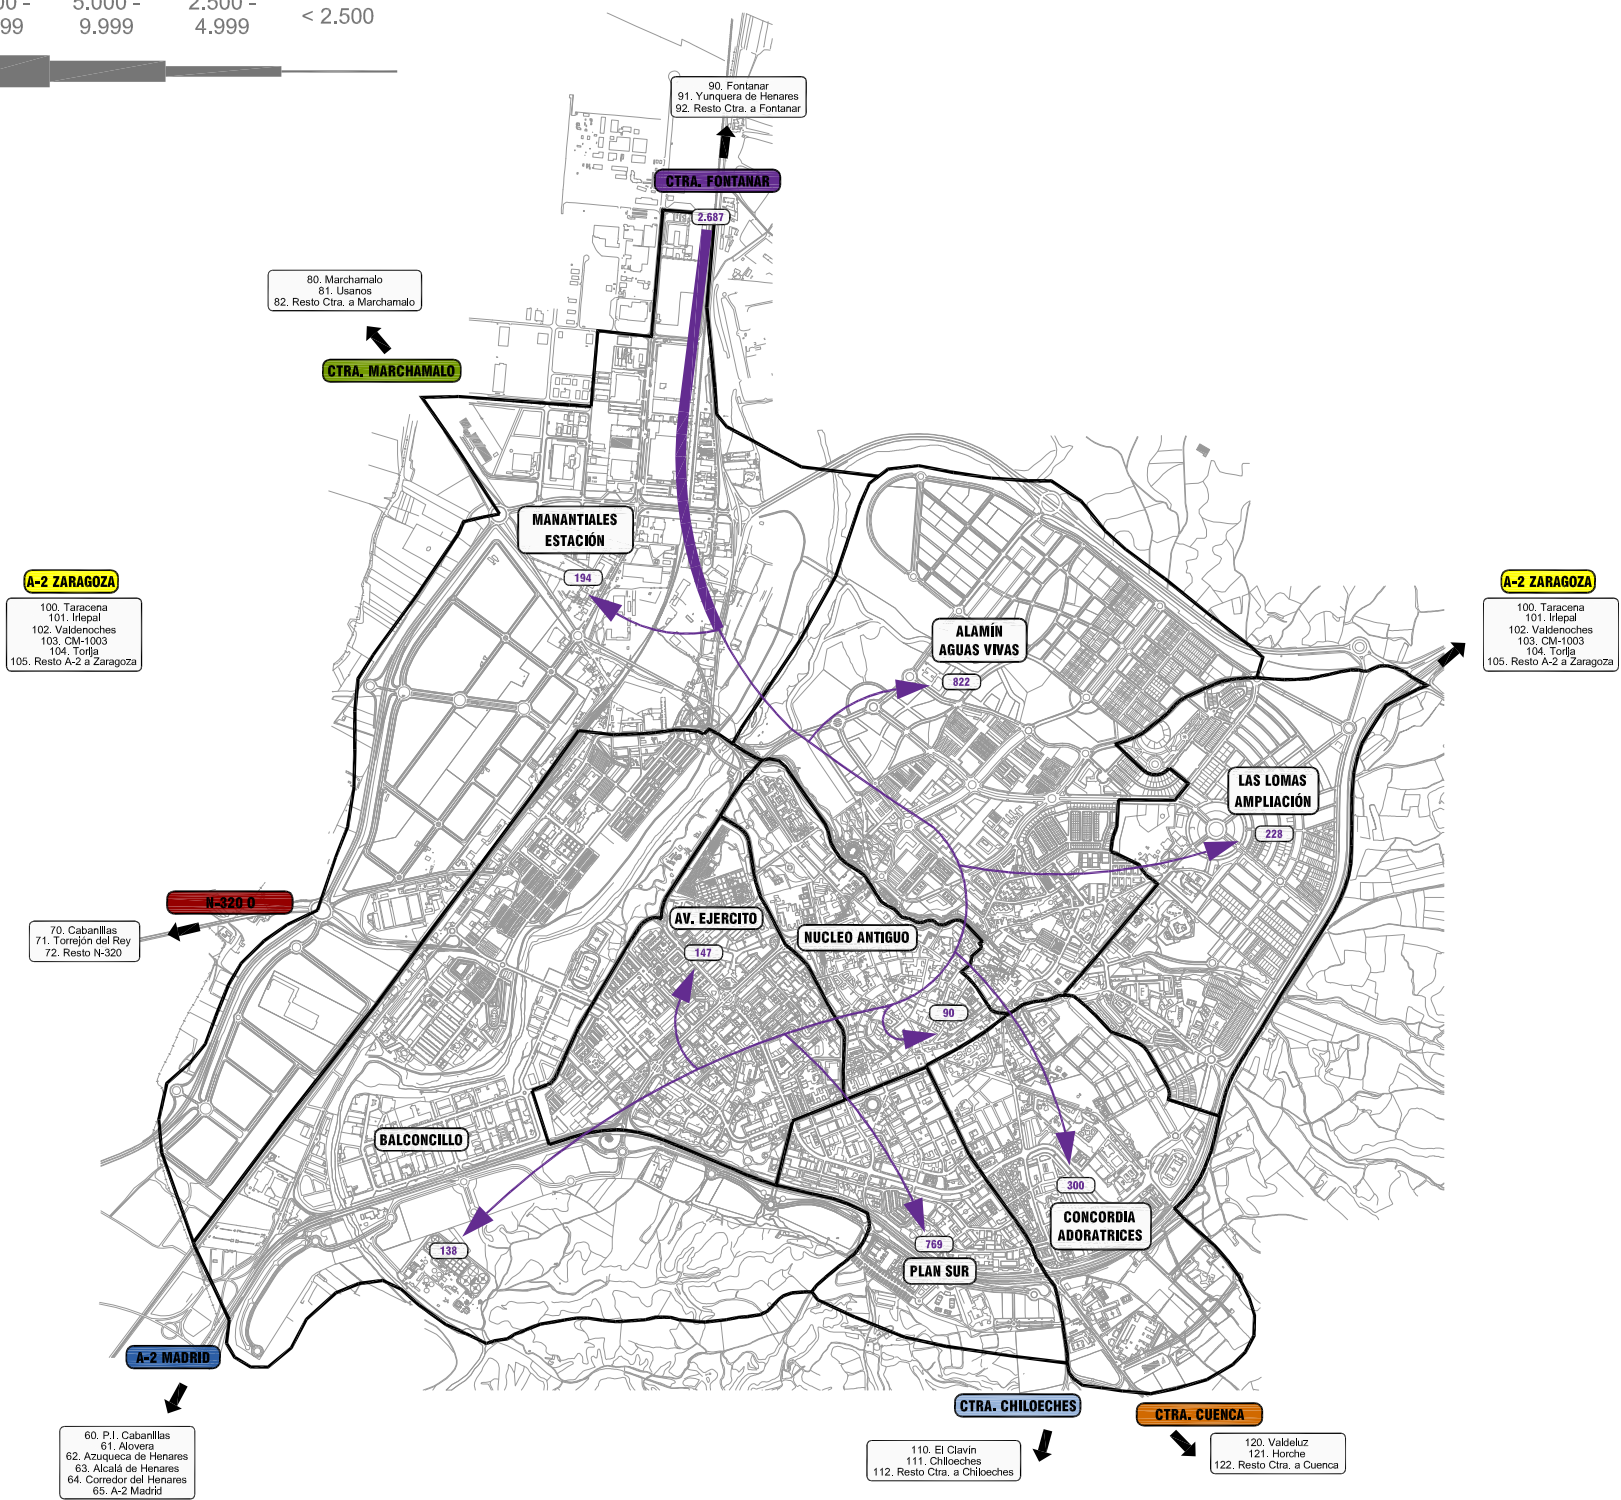 5.000 -
9.999
2.500 -
4.999
< 2.500
90. Fontanar
91. Yunquera de Henares
92. Resto Ctra. a Fontanar
CTRA. FONTANAR
2.687
80. Marchamalo
81. Usanos
82. Resto Ctra. a Marchamalo
CTRA. MARCHAMALO
MANANTIALES
ESTACIÓN
194
A-2 ZARAGOZA
100. Taracena
101. Irlepal
102. Valdenoches
103. CM-1003
104. Torija
105. Resto A-2 a Zaragoza
ALAMÍN
AGUAS VIVAS
822
A-2 ZARAGOZA
100. Taracena
101. Irlepal
102. Valdenoches
103. CM-1003
104. Torija
105. Resto A-2 a Zaragoza
LAS LOMAS
AMPLIACIÓN
228
N-320 O
70. Cabanillas
71. Torrejón del Rey
72. Resto N-320
AV. EJERCITO
147
NUCLEO ANTIGUO
90
BALCONCILLO
138
300
CONCORDIA
ADORATRICES
769
PLAN SUR
A-2 MADRID
60. P.I. Cabanillas
61. Alovera
62. Azuqueca de Henares
63. Alcalá de Henares
64. Corredor del Henares
65. A-2 Madrid
CTRA. CHILOECHES
110. El Clavín
111. Chiloeches
112. Resto Ctra. a Chiloeches
CTRA. CUENCA
120. Valdeluz
121. Horche
122. Resto Ctra. a Cuenca